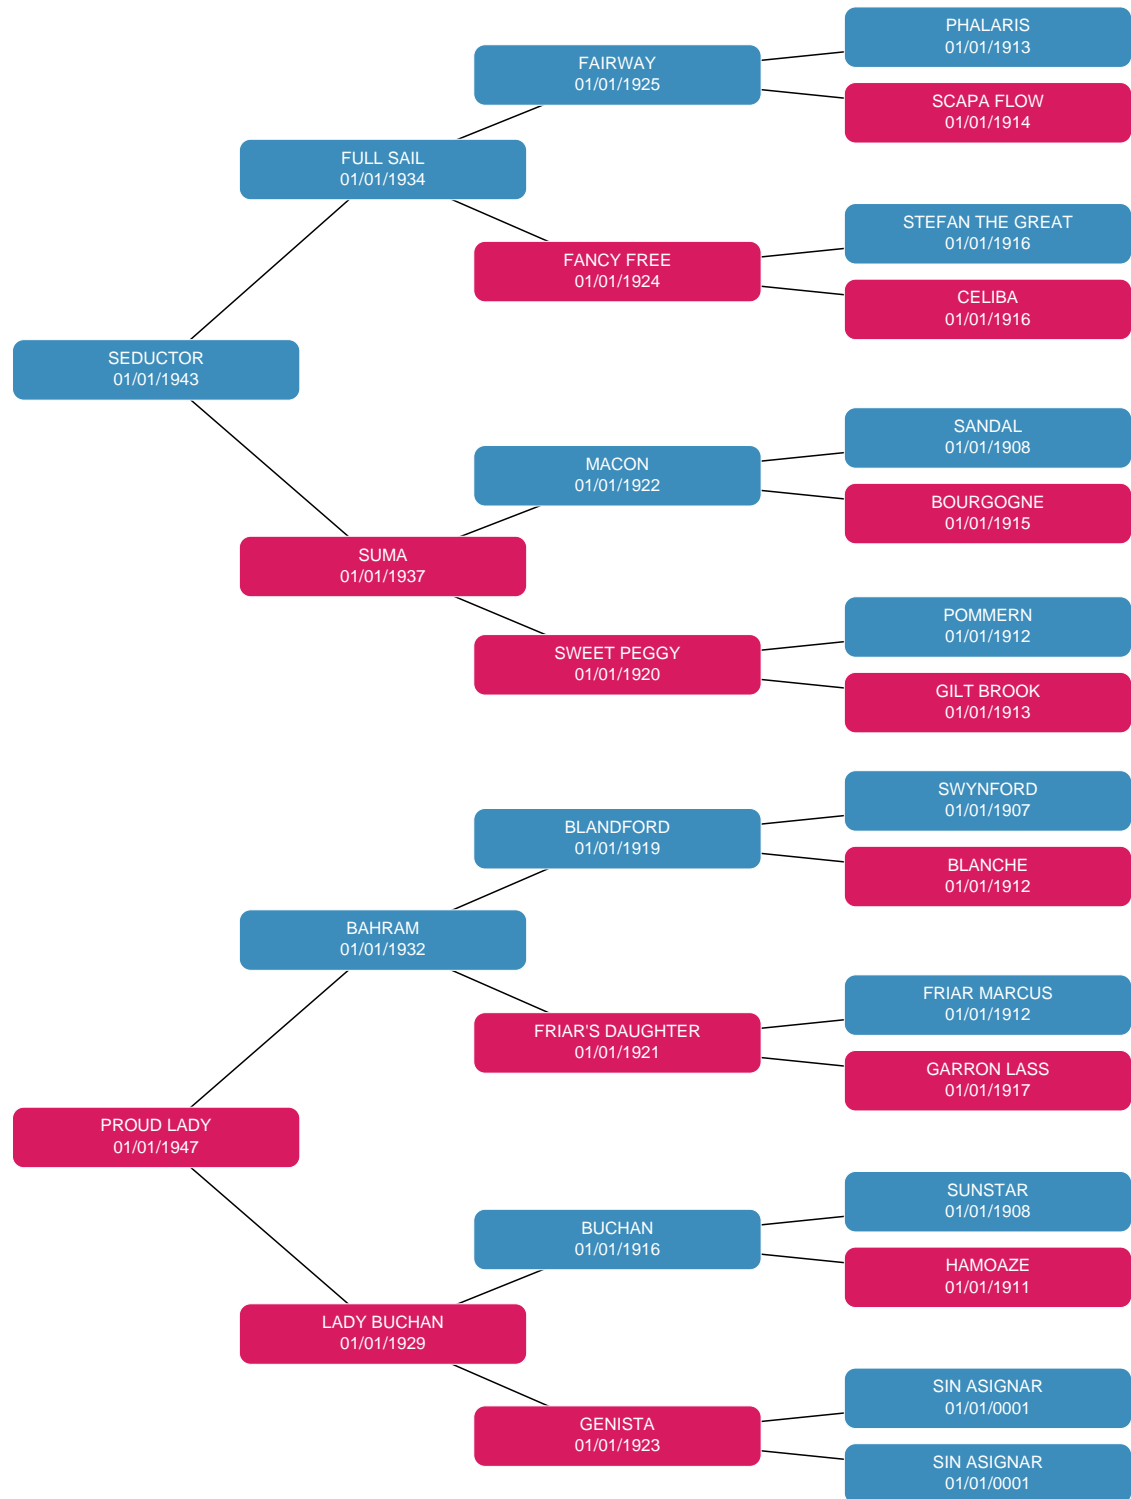 PHALARIS
01/01/1913
FAIRWAY
01/01/1925
SCAPA FLOW
01/01/1914
FULL SAIL
01/01/1934
STEFAN THE GREAT
01/01/1916
FANCY FREE
01/01/1924
CELIBA
01/01/1916
SEDUCTOR
01/01/1943
SANDAL
01/01/1908
MACON
01/01/1922
BOURGOGNE
01/01/1915
SUMA
01/01/1937
POMMERN
01/01/1912
SWEET PEGGY
01/01/1920
GILT BROOK
01/01/1913
SWYNFORD
01/01/1907
BLANDFORD
01/01/1919
BLANCHE
01/01/1912
BAHRAM
01/01/1932
FRIAR MARCUS
01/01/1912
FRIAR'S DAUGHTER
01/01/1921
GARRON LASS
01/01/1917
PROUD LADY
01/01/1947
SUNSTAR
01/01/1908
BUCHAN
01/01/1916
HAMOAZE
01/01/1911
LADY BUCHAN
01/01/1929
SIN ASIGNAR
01/01/0001
GENISTA
01/01/1923
SIN ASIGNAR
01/01/0001